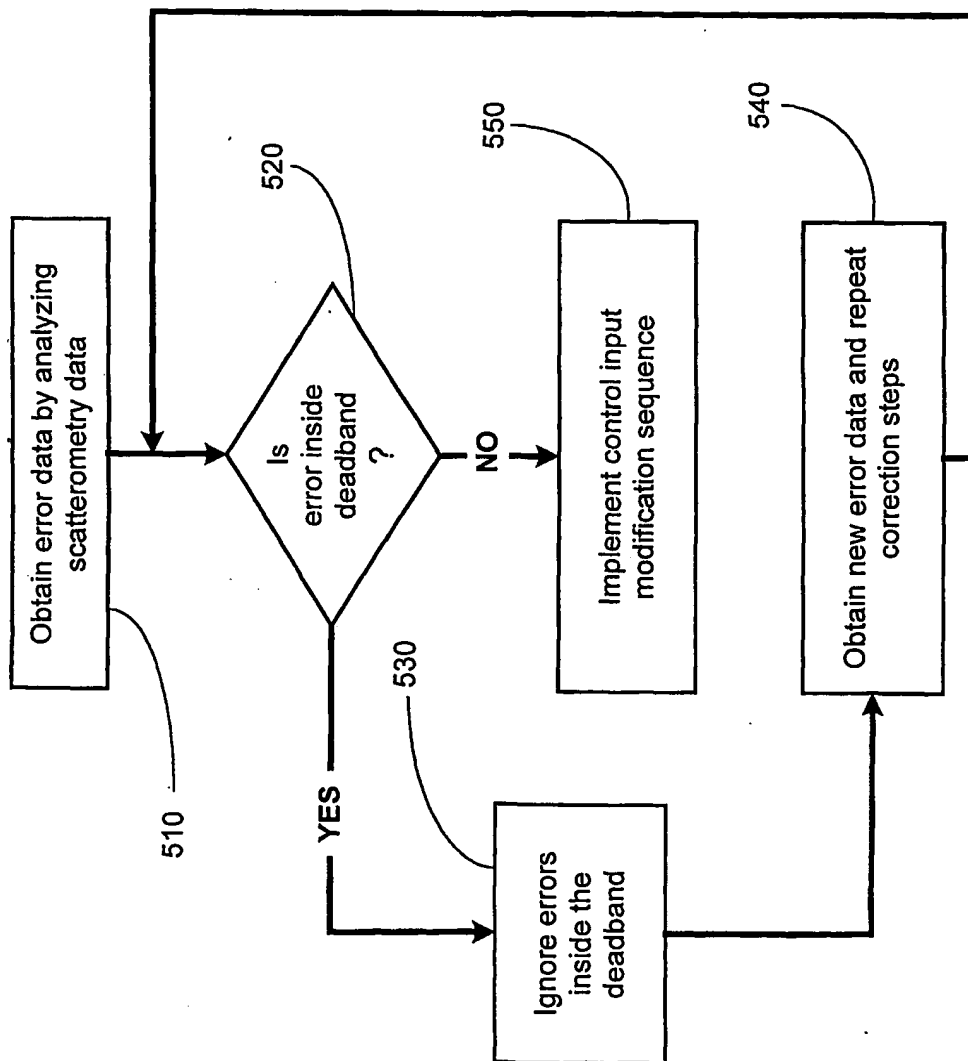 Obtain error data by analyzing
scatterometry data
510
Is
error inside
deadband
?
520
YES
NO
530
Ignore errors
inside the
deadband
550
Implement control input
modification sequence
540
Obtain new error data and repeat
correction steps